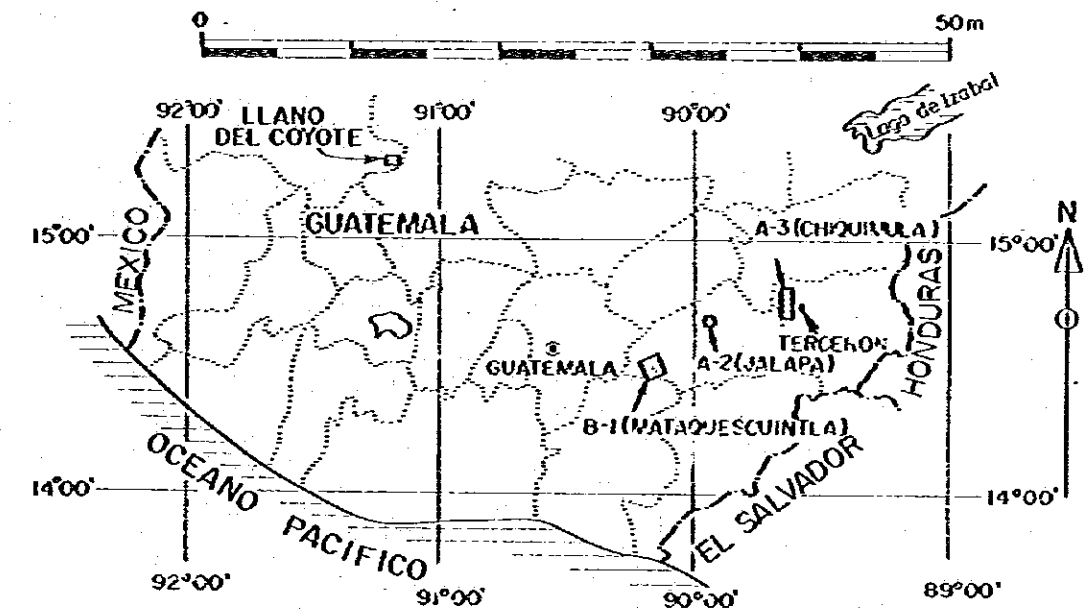 0 50m
92°00' 91°00' 90°00'
Lago de Izabal
LLANO
DEL COYOTE
MEXICO
GUATEMALA
A-3 (CHIQUIMULA)
N
15°00' 15°00'
HONDURAS
TERCERON
GUATEMALA
A-2 (JALAPA)
B-1 (MATAQUESCUINTLA)
OCEANO PACIFICO
EL SALVADOR
14°00' 14°00'
92°00' 91°00' 90°00' 89°00'